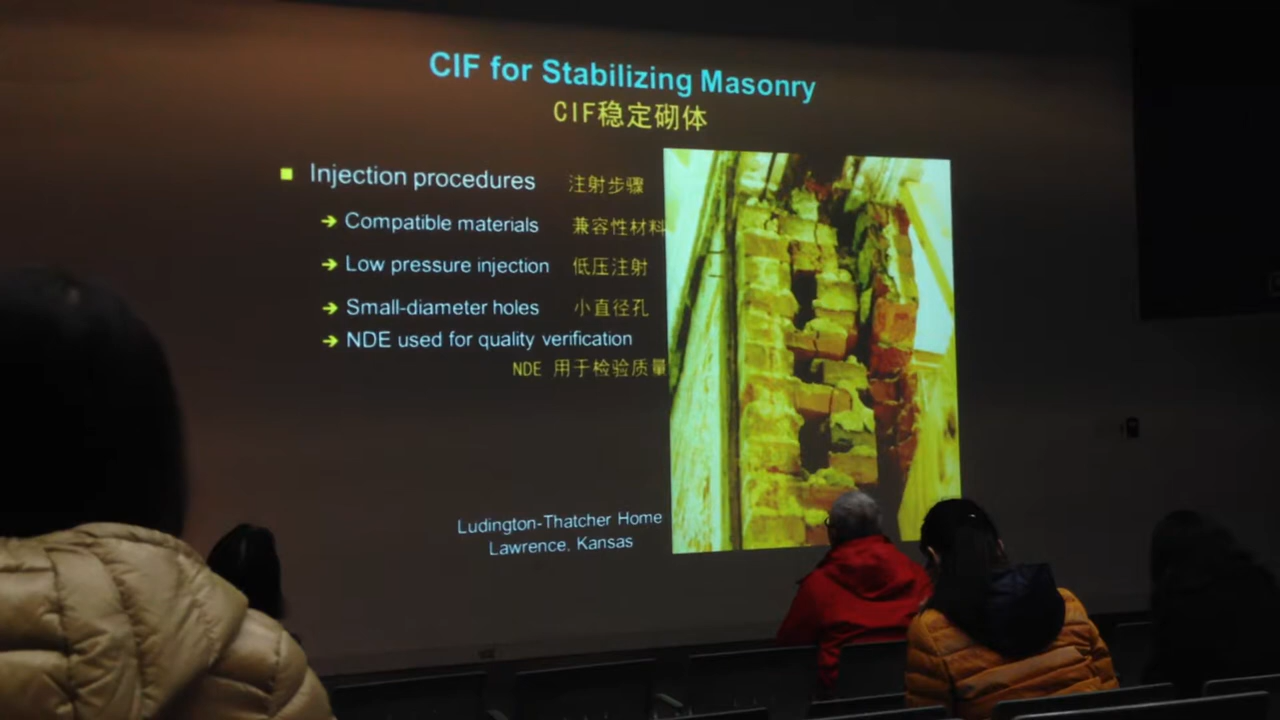 CIF for Stabilizing Masonry
CIF稳定砌体
Injection procedures 注射步骤
Compatible materials 兼容性材料
Low pressure injection 低压注射
Small-diameter holes 小直径孔
NDE used for quality verification
NDE 用于检验质量
Ludington-Thatcher Home
Lawrence. Kansas